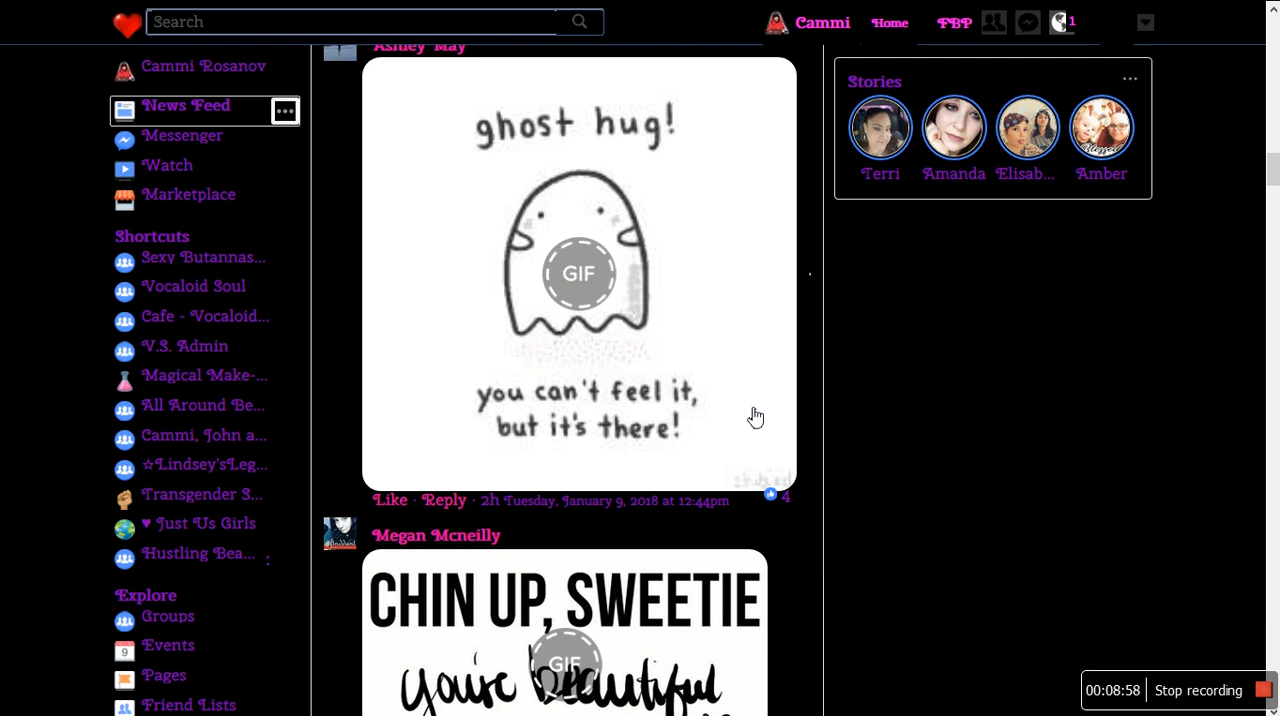 Search
Cammi
Home
FBP
1
Cammi Rosanov
News Feed
Messenger
Watch
Marketplace
Shortcuts
Sexy Butannas...
Vocaloid Soul
Cafe - Vocaloid...
V.S. Admin
Magical Make-...
All Around Be...
Cammi, John a...
☆Lindsey'sLeg...
Transgender S...
♥ Just Us Girls
Hustling Bea...
Explore
Groups
9 Events
Pages
Friend Lists
Ashley May
ghost hug!
GIF
you can't feel it,
but it's there!
Like · Reply · 2h Tuesday, January 9, 2018 at 12:44pm
4
Megan Mcneilly
CHIN UP, SWEETIE
GIF
you're beautiful
Stories
Terri
Amanda
Elisab...
Amber
Blessed
00:08:58
Stop recording